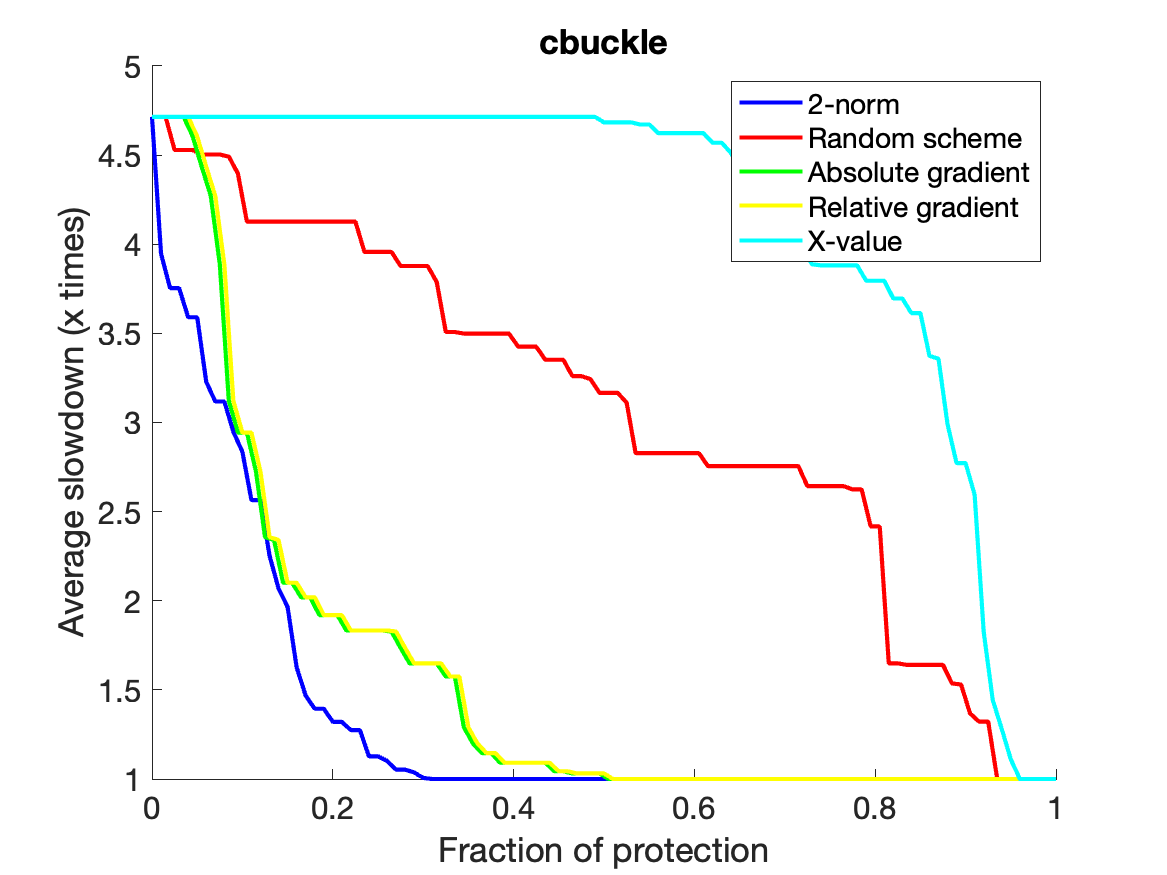 cbuckle
5
4.5
4
3.5
3
2.5
2
1.5
1
Average slowdown (x times)
2-norm
Random scheme
Absolute gradient
Relative gradient
X-value
0
0.2
0.4
0.6
0.8
1
Fraction of protection